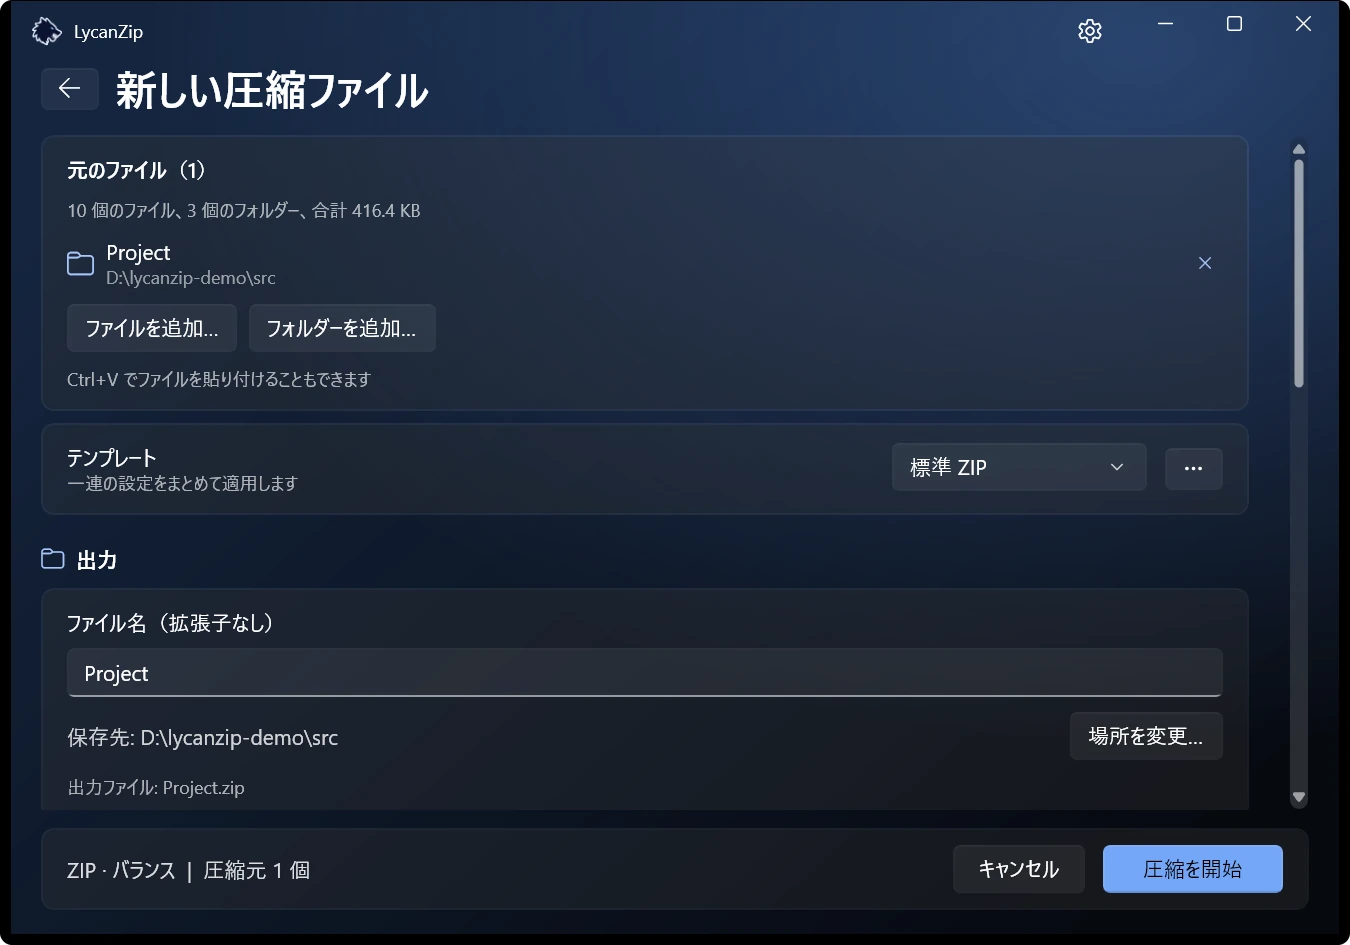 LycanZip
新しい圧縮ファイル
元のファイル（1）
10 個のファイル、3 個のフォルダー、合計 416.4 KB
Project
D:\lycanzip-demo\src
ファイルを追加... フォルダーを追加...
Ctrl+V でファイルを貼り付けることもできます
テンプレート
一連の設定をまとめて適用します
標準 ZIP
出力
ファイル名（拡張子なし）
Project
保存先: D:\lycanzip-demo\src
場所を変更...
出力ファイル: Project.zip
ZIP · バランス | 圧縮元 1 個
キャンセル 圧縮を開始